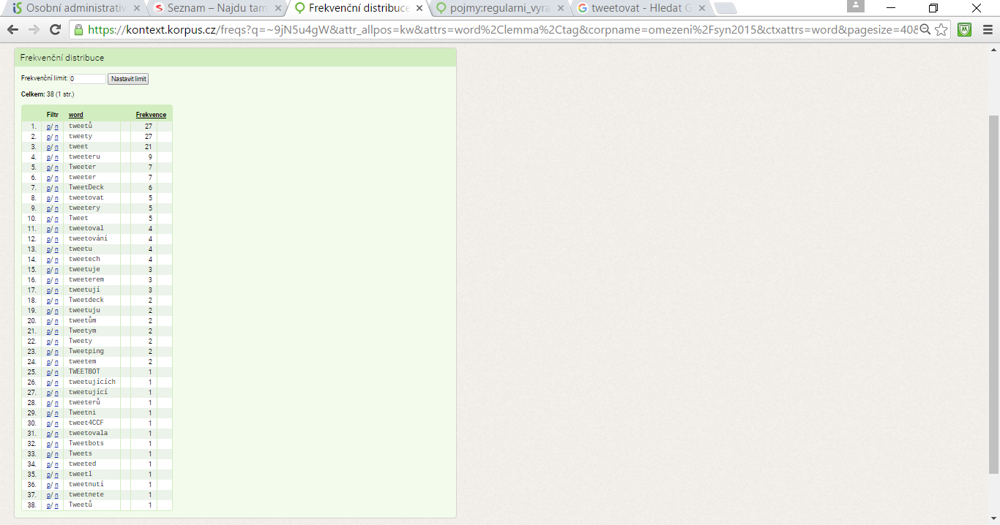 Osobní administrativ
Seznam – Najdu tam
Frekvenční distribuce
pojmy:regularni_vyra
tweetovat - Hledat G
https://kontext.korpus.cz/freqs?q=~9jN5u4gW&attr_allpos=kw&attrs=word%2Clemma%2Ctag&corpname=omezeni%2Fsyn2015&ctxattrs=word&pagesize=40&
Frekvenční distribuce
Frekvenční limit: 0 Nastavit limit
Celkem: 38 (1 str.)
Filtr word Frekvence
1. p/ n tweetů 27
2. p/ n tweety 27
3. p/ n tweet 21
4. p/ n tweeteru 9
5. p/ n Tweeter 7
6. p/ n tweeter 7
7. p/ n TweetDeck 6
8. p/ n tweetovat 5
9. p/ n tweetery 5
10. p/ n Tweet 5
11. p/ n tweetoval 4
12. p/ n tweetování 4
13. p/ n tweetu 4
14. p/ n tweetech 4
15. p/ n tweetuje 3
16. p/ n tweeterem 3
17. p/ n tweetují 3
18. p/ n Tweetdeck 2
19. p/ n tweetuju 2
20. p/ n tweetům 2
21. p/ n Tweetym 2
22. p/ n Tweety 2
23. p/ n Tweetping 2
24. p/ n tweetem 2
25. p/ n TWEETBOT 1
26. p/ n tweetujících 1
27. p/ n tweetující 1
28. p/ n tweeterů 1
29. p/ n Tweetni 1
30. p/ n tweet4CCF 1
31. p/ n tweetovala 1
32. p/ n Tweetbots 1
33. p/ n Tweets 1
34. p/ n tweeted 1
35. p/ n tweetl 1
36. p/ n tweetnutí 1
37. p/ n tweetnete 1
38. p/ n Tweetů 1